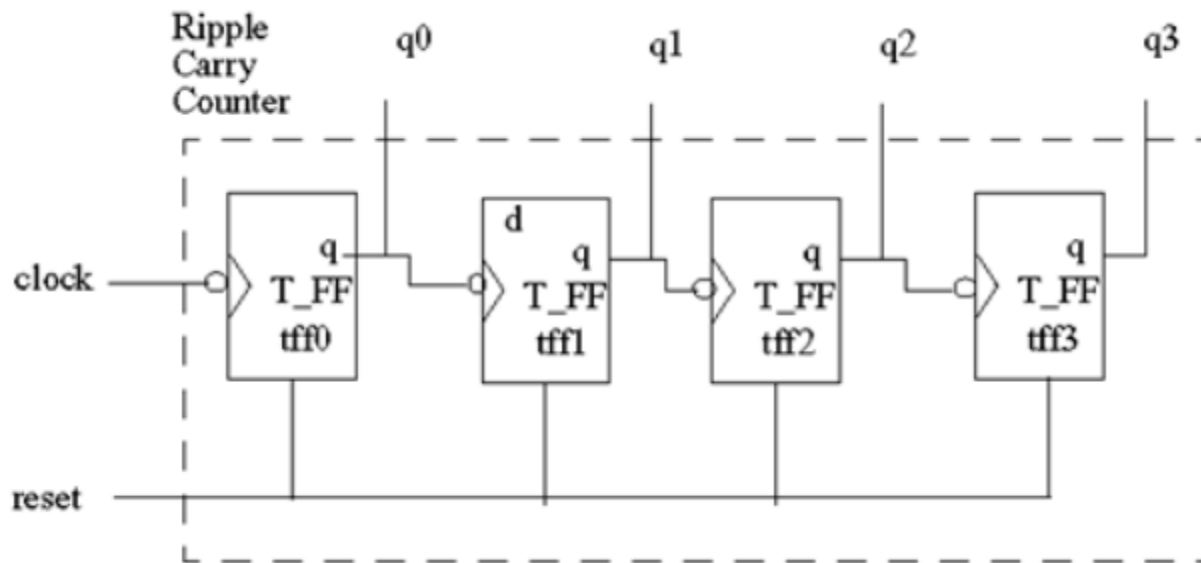 Ripple
Carry
Counter
q0
q1
q2
q3
d
q
q
q
q
clock
T_FF
T_FF
T_FF
T_FF
tff0
tff1
tff2
tff3
reset